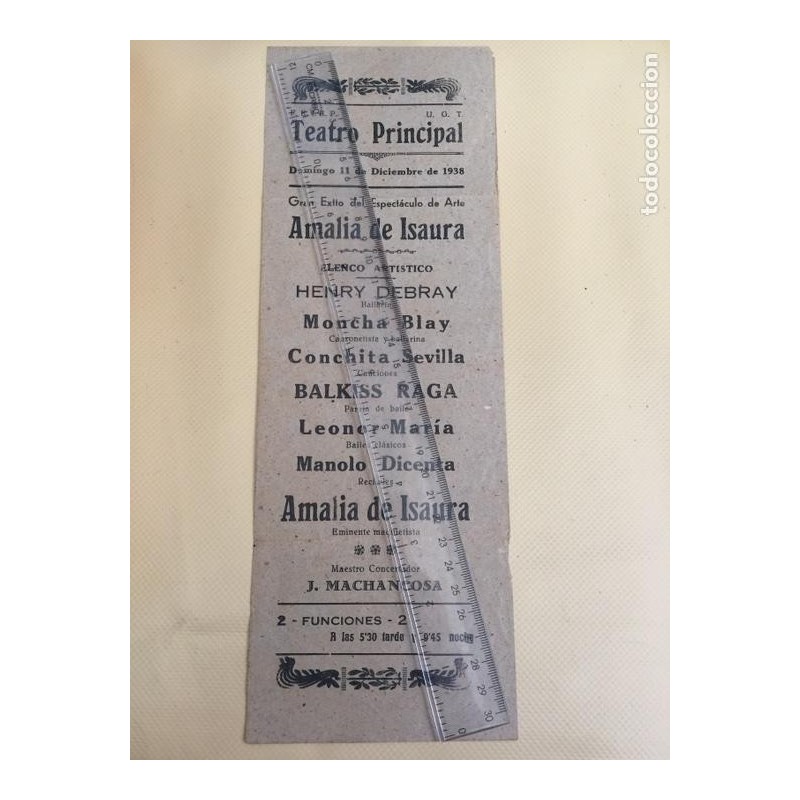 U. G. T.
Teatro Principal
Domingo 11 de Diciembre de 1938
Gran Exito del Espectáculo de Arte
Amalia de Isaura
ELENCO ARTISTICO
HENRY DEBRAY
Bailarín
Moncha Blay
Canzonetista y bailarina
Conchita Sevilla
Canciones
BALKISS RAGA
Pareja de baile
Leonor María
Bailes clásicos
Manolo Dicenta
Recitales
Amalia de Isaura
Eminente maquietista
Maestro Concertador
J. MACHANCOSA
2 - FUNCIONES - 2
A las 5'30 tarde y 9'45 noche
todocoleccion